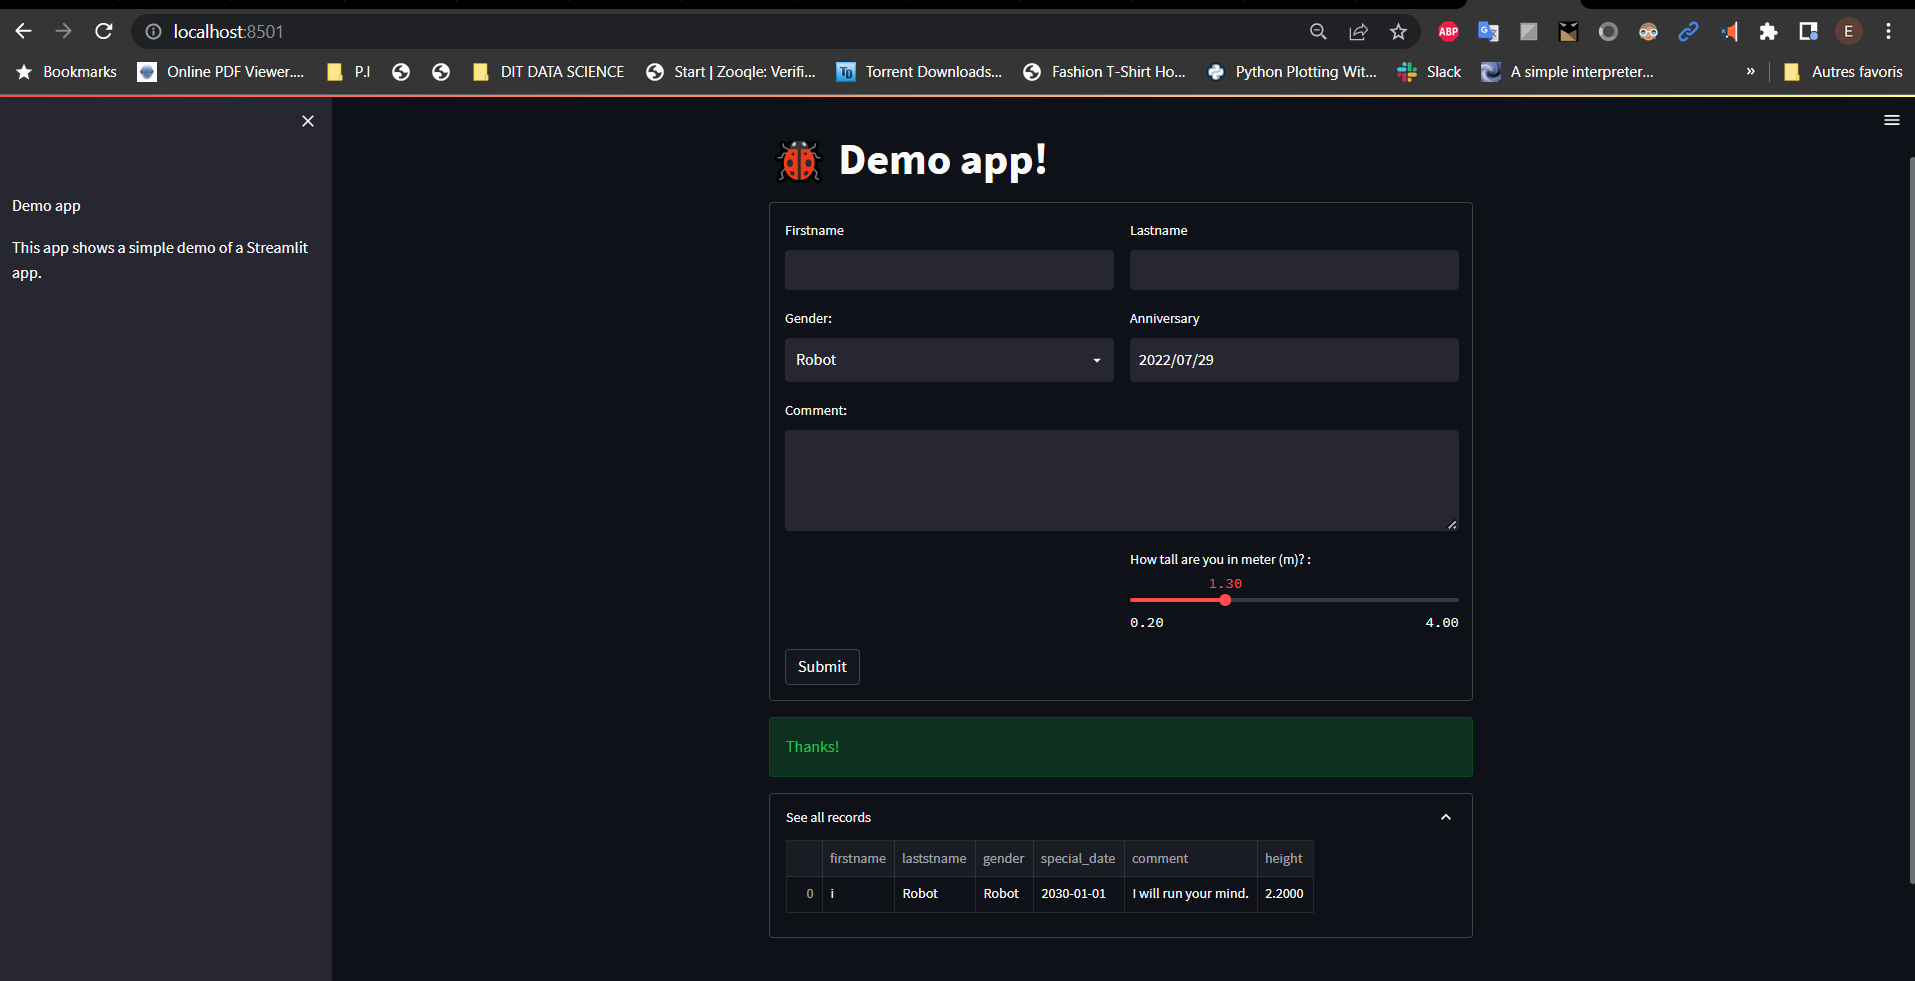 localhost:8501
ABP
E
Bookmarks
Online PDF Viewer....
P.I
DIT DATA SCIENCE
Start | Zooqle: Verifi...
TD
Torrent Downloads...
Fashion T-Shirt Ho...
Python Plotting Wit...
Slack
A simple interpreter...
»
Autres favoris
Demo app
This app shows a simple demo of a Streamlit
app.
Demo app!
Firstname
Lastname
Gender:
Anniversary
Robot
2022/07/29
Comment:
How tall are you in meter (m)? :
1.30
0.20
4.00
Submit
Thanks!
See all records
firstname laststname gender special_date comment height
0 i Robot Robot 2030-01-01 I will run your mind. 2.2000